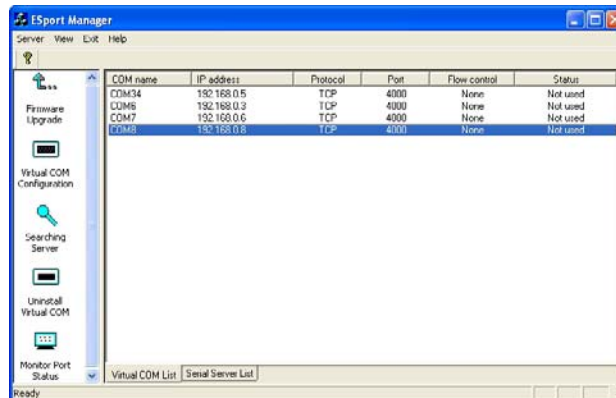 ESport Manager
Server View Exit Help
Firmware
Upgrade
Virtual COM
Configuration
Searching
Server
Uninstall
Virtual COM
Monitor Port
Status
COM name IP address Protocol Port Flow control Status
COM34 192.168.0.5 TCP 4000 None Not used
COM6 192.168.0.3 TCP 4000 None Not used
COM7 192.168.0.6 TCP 4000 None Not used
COM8 192.168.0.8 TCP 4000 None Not used
Virtual COM List Serial Server List
Ready